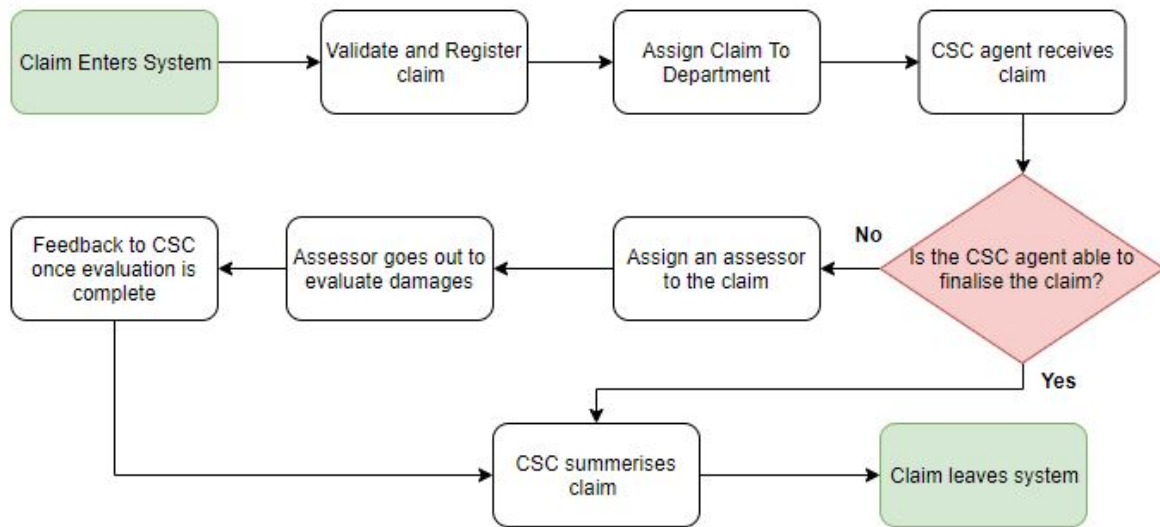 Claim Enters System
Validate and Register
claim
Assign Claim To
Department
CSC agent receives
claim
Is the CSC agent able to
finalise the claim?
No
Assign an assessor
to the claim
Assessor goes out to
evaluate damages
Feedback to CSC
once evaluation is
complete
Yes
CSC summerises
claim
Claim leaves system